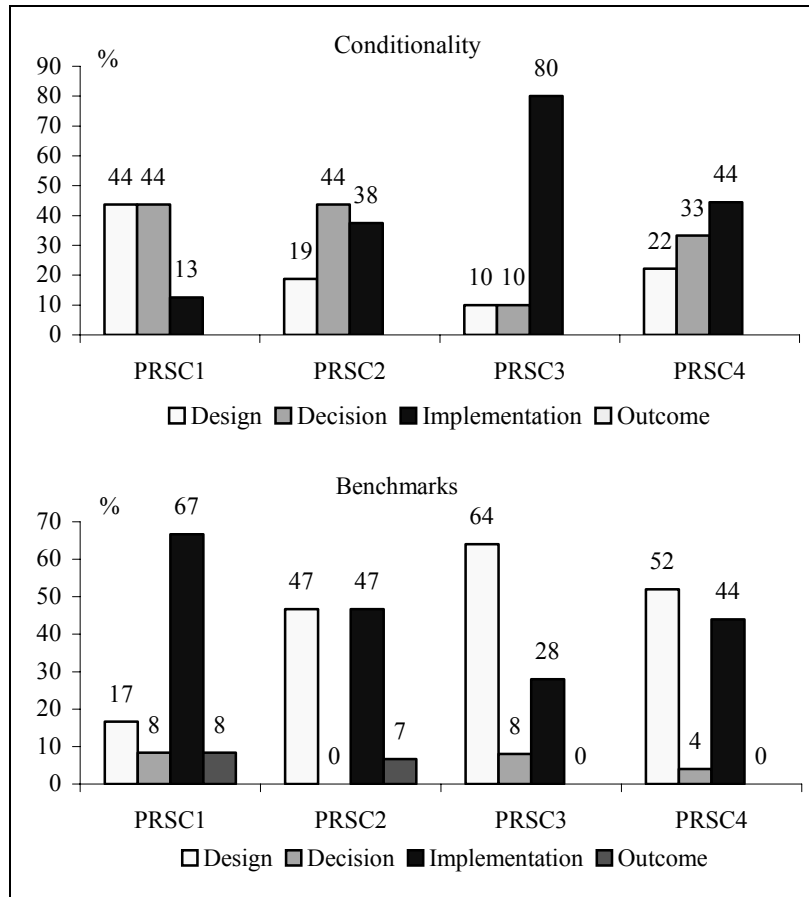 Conditionality
%
90
80
70
60
50
40
30
20
10
0
44 44 13
19 44 38
10 10 80
22 33 44
PRSC1 PRSC2 PRSC3 PRSC4
Design Decision Implementation Outcome
Benchmarks
%
70
60
50
40
30
20
10
0
17 8 67 8
47 0 47 7
64 8 28 0
52 4 44 0
PRSC1 PRSC2 PRSC3 PRSC4
Design Decision Implementation Outcome